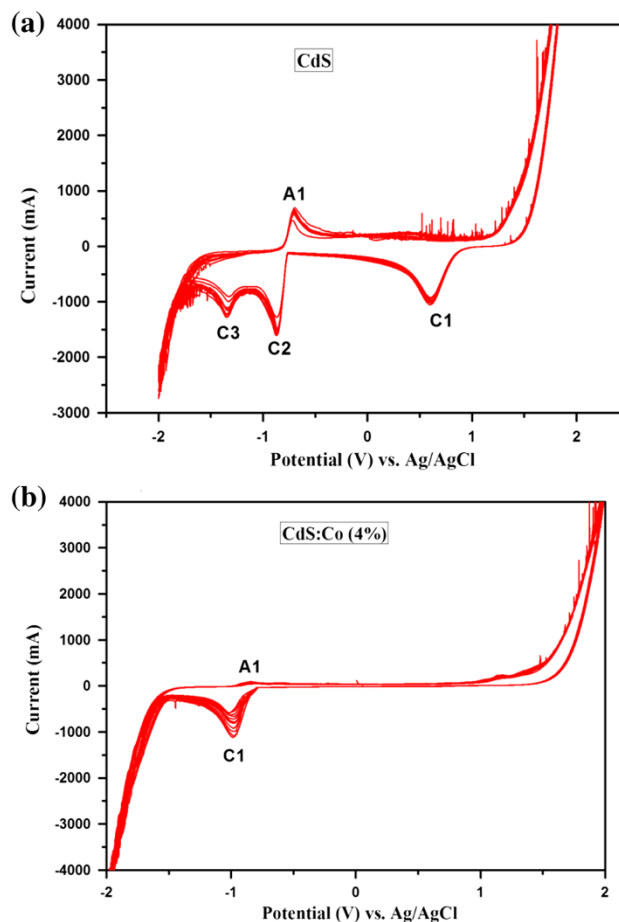 (a)
4000
3000
2000
1000
0
-1000
-2000
-3000
Current (mA)
CdS
A1
C3
C2
C1
-2
-1
0
1
2
Potential (V) vs. Ag/AgCl
(b)
4000
3000
2000
1000
0
-1000
-2000
-3000
-4000
Current (mA)
CdS:Co (4%)
A1
C1
-2
-1
0
1
2
Potential (V) vs. Ag/AgCl